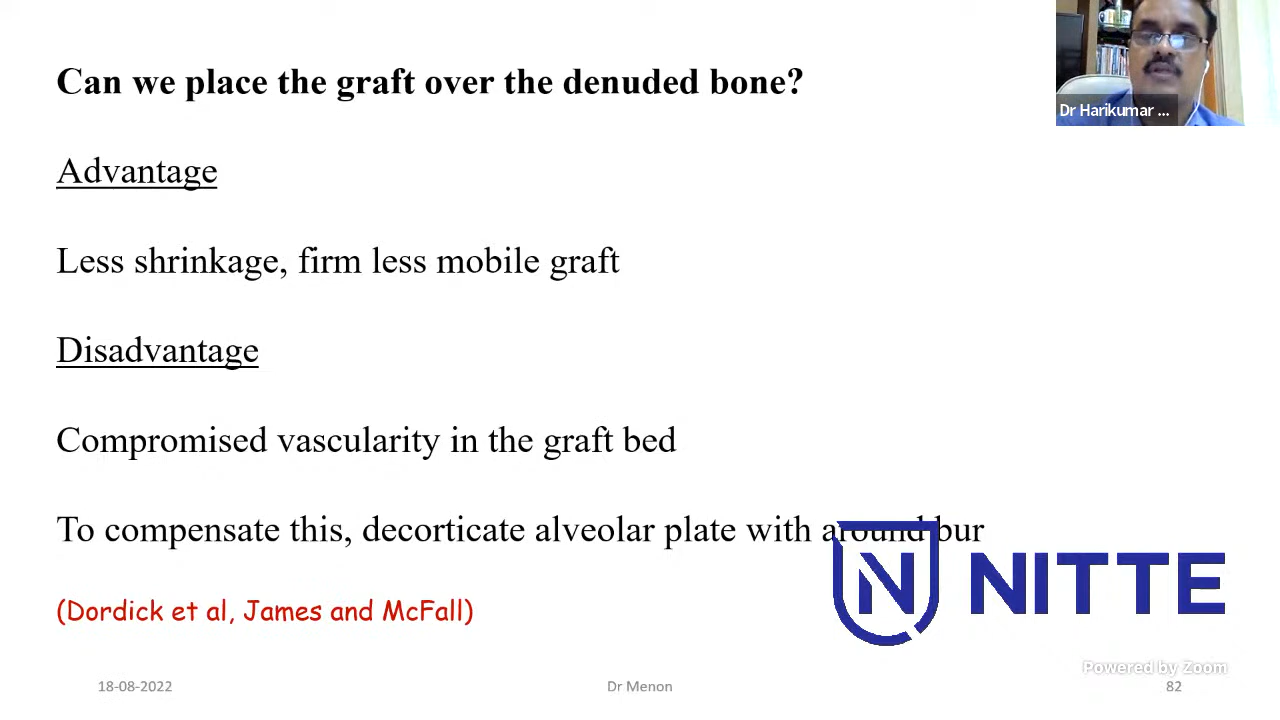 Can we place the graft over the denuded bone?
Dr Harikumar ...
Advantage
Less shrinkage, firm less mobile graft
Disadvantage
Compromised vascularity in the graft bed
To compensate this, decorticate alveolar plate with around bur
N NITTE
(Dordick et al, James and McFall)
Powered by Zoom
18-08-2022
Dr Menon
82